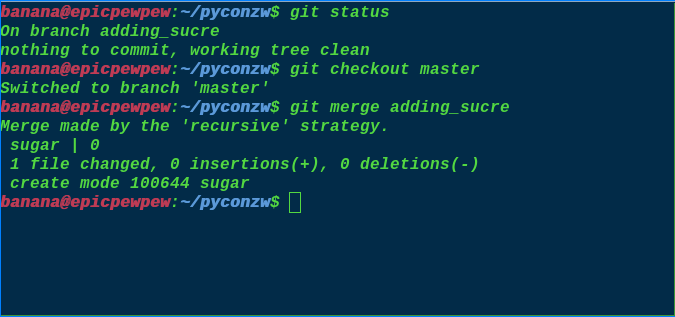 banana@epicpewpew:~/pyconzw$ git status
On branch adding_sucre
nothing to commit, working tree clean
banana@epicpewpew:~/pyconzw$ git checkout master
Switched to branch 'master'
banana@epicpewpew:~/pyconzw$ git merge adding_sucre
Merge made by the 'recursive' strategy.
 sugar | 0
 1 file changed, 0 insertions(+), 0 deletions(-)
 create mode 100644 sugar
banana@epicpewpew:~/pyconzw$